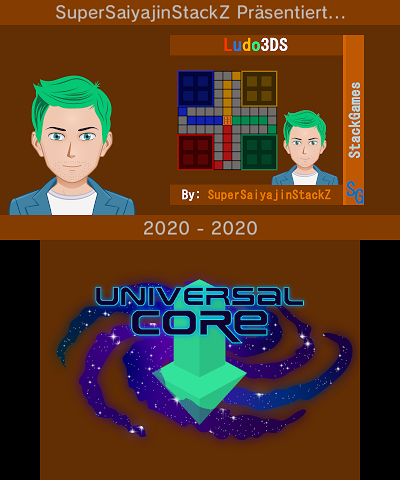 SuperSaiyajinStackZ Präsentiert...
Ludo3DS
StackGames
By: SuperSaiyajinStackZ
SG
2020 - 2020
UNIVERSAL
CORE